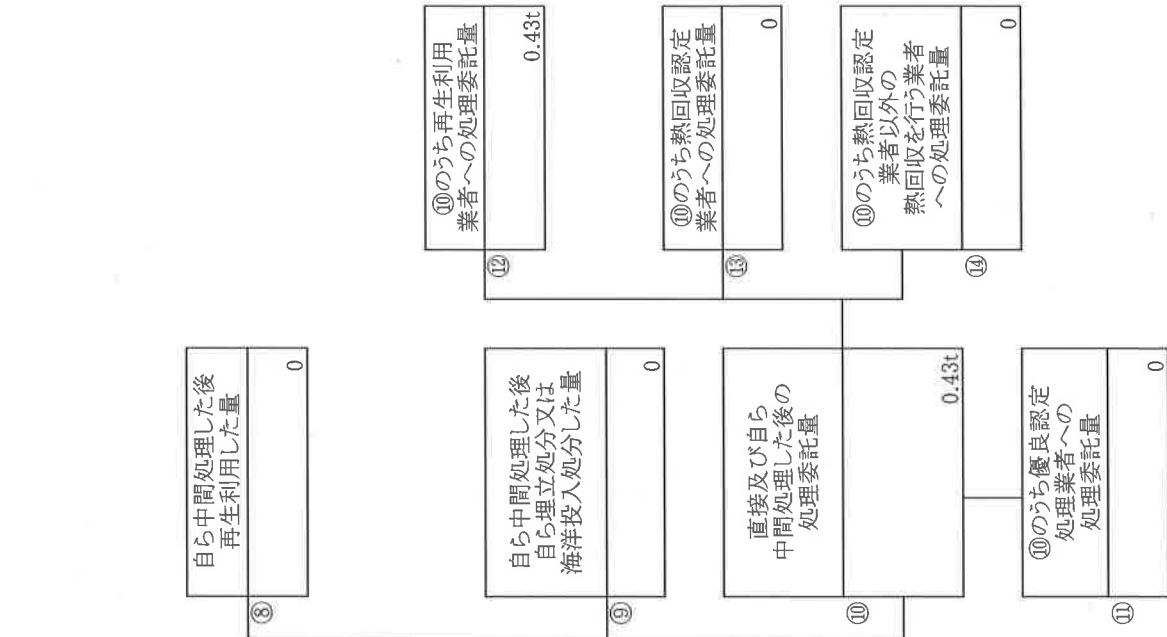 ⑧
自ら中間処理した後
再生利用した量
0
⑨
自ら中間処理した後
自ら埋立処分又は
海洋投入処分した量
0
⑩
直接及び自ら
中間処理した後の
処理委託量
0.43t
⑪
⑩のうち優良認定
処理業者への
処理委託量
0
⑫
⑩のうち再生利用
業者への処理委託量
0.43t
⑬
⑩のうち熱回収認定
業者への処理委託量
0
⑭
⑩のうち熱回収認定
業者以外の
熱回収を行う業者
への処理委託量
0